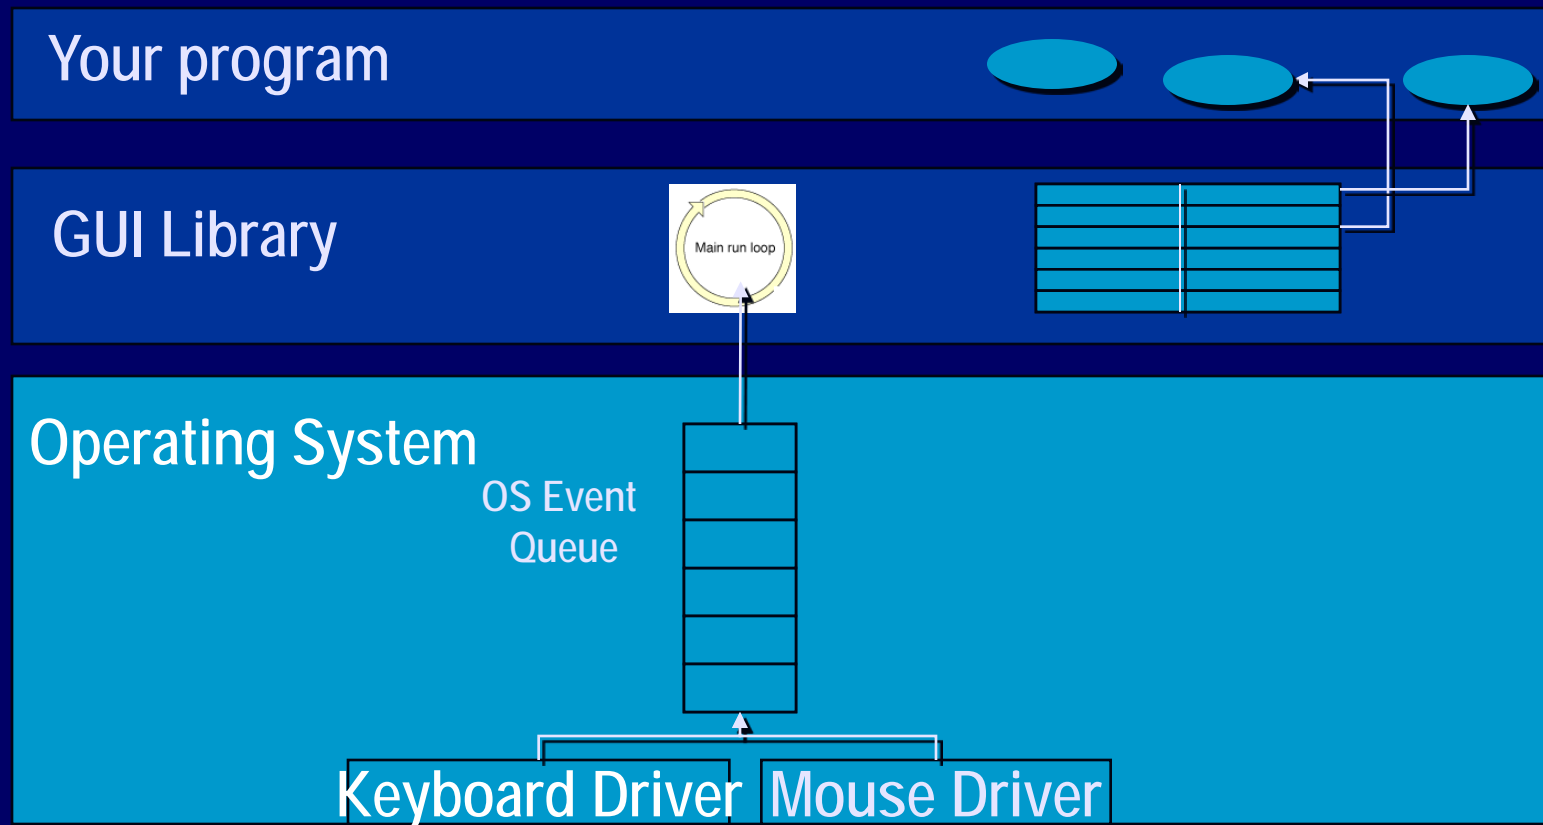 Your program
GUI Library
Main run loop
Operating System
OS Event
Queue
Keyboard Driver
Mouse Driver